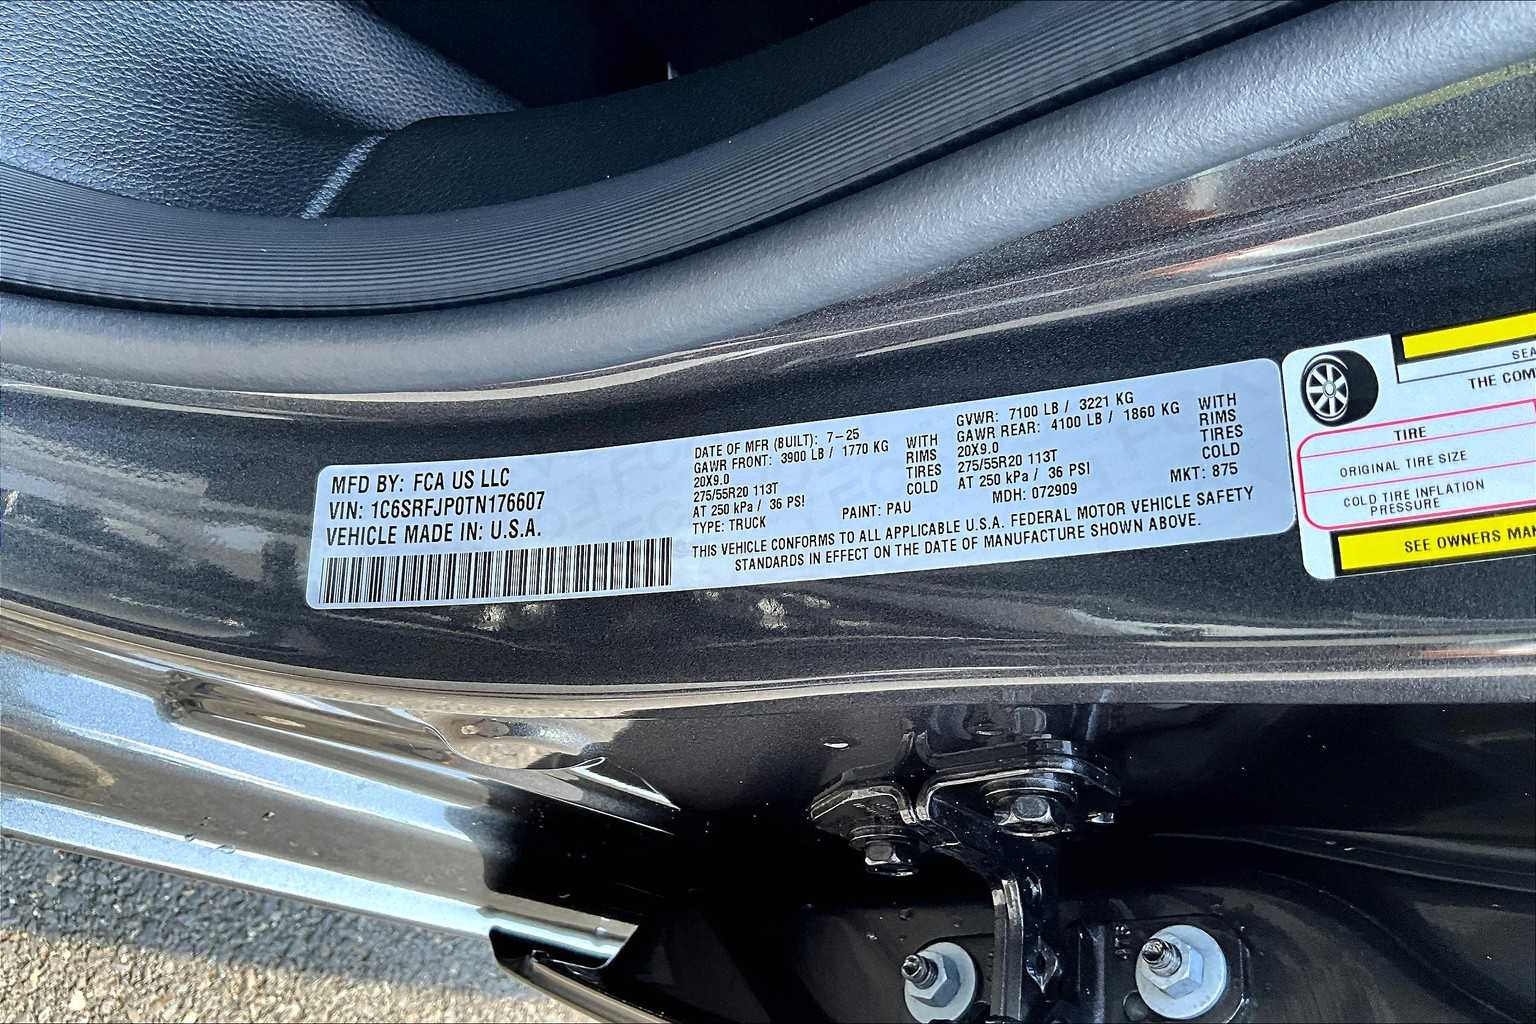 MFD BY: FCA US LLC
VIN: 1C6SRFJP0TN176607
VEHICLE MADE IN: U.S.A.
DATE OF MFR (BUILT): 7-25
GAWR FRONT: 3900 LB / 1770 KG WITH
20X9.0 RIMS
275/55R20 113T TIRES
AT 250 kPa / 36 PSI COLD
TYPE: TRUCK PAINT: PAU
GVWR: 7100 LB / 3221 KG
GAWR REAR: 4100 LB / 1860 KG WITH
20X9.0 RIMS
275/55R20 113T TIRES
AT 250 kPa / 36 PSI COLD
MDH: 072909 MKT: 875
THIS VEHICLE CONFORMS TO ALL APPLICABLE U.S.A. FEDERAL MOTOR VEHICLE SAFETY
STANDARDS IN EFFECT ON THE DATE OF MANUFACTURE SHOWN ABOVE.
SEA
THE COM
TIRE
ORIGINAL TIRE SIZE
COLD TIRE INFLATION
PRESSURE
SEE OWNERS MAN